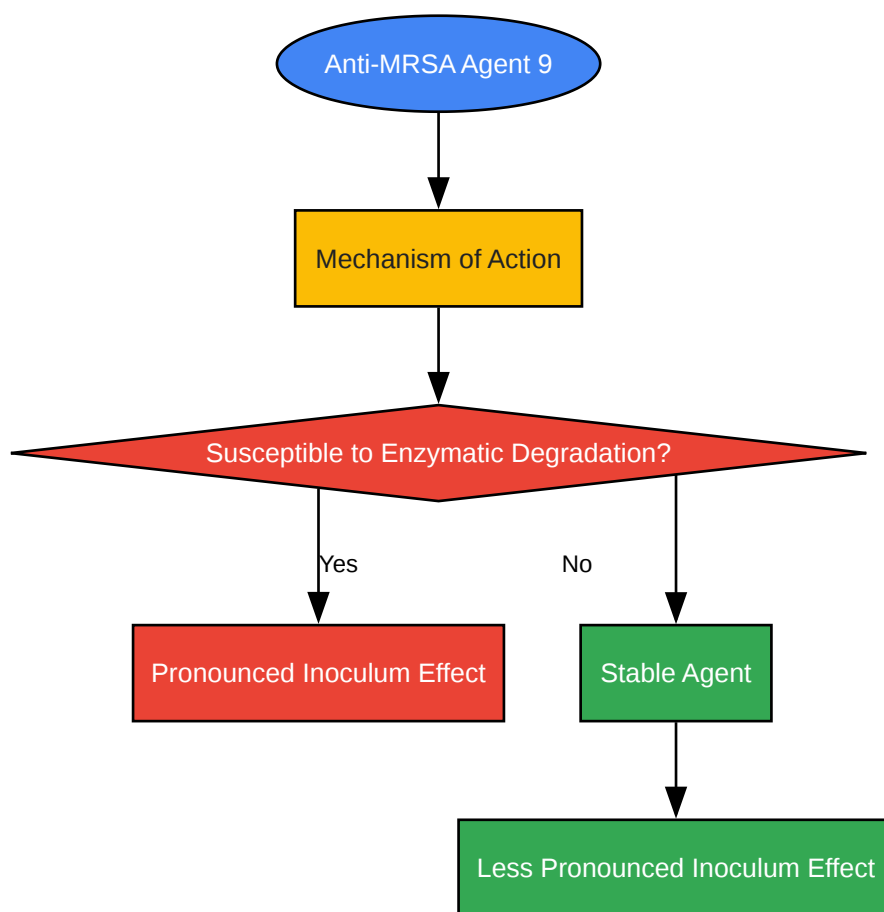 Anti-MRSA Agent 9
Mechanism of Action
Susceptible to Enzymatic Degradation?
Yes
No
Pronounced Inoculum Effect
Stable Agent
Less Pronounced Inoculum Effect